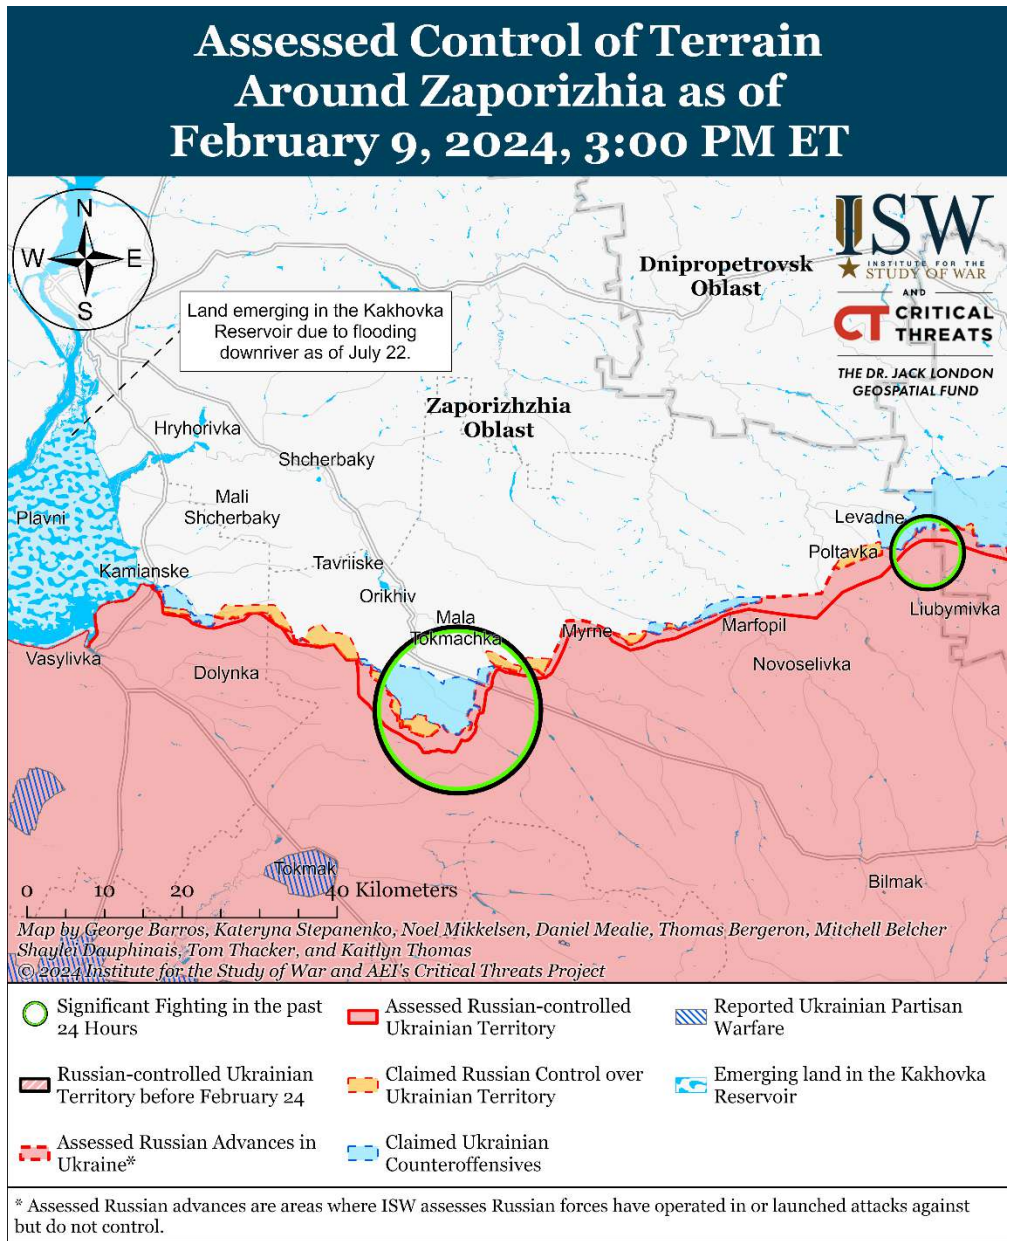 Assessed Control of Terrain
Around Zaporizhia as of
February 9, 2024, 3:00 PM ET
N
W
E
S
ISW
INSTITUTE FOR THE
STUDY OF WAR
AND
CT CRITICAL
THREATS
THE DR. JACK LONDON
GEOSPATIAL FUND
Dnipropetrovsk
Oblast
Land emerging in the Kakhovka
Reservoir due to flooding
downriver as of July 22.
Zaporizhzhia
Oblast
Hryhorivka
Shcherbaky
Mali
Shcherbaky
Plavni
Levadne
Poltavka
Kamianske
Tavriiske
Orikhiv
Mala
Tokmachka
Myrne
Marfopil
Liubymivka
Vasylivka
Dolynka
Novoselivka
Tokmak
Bilmak
0 10 20 40 Kilometers
Map by George Barros, Kateryna Stepanenko, Noel Mikkelsen, Daniel Mealie, Thomas Bergeron, Mitchell Belcher
Shaylei Dauphinais, Tom Thacker, and Kaitlyn Thomas
© 2024 Institute for the Study of War and AEI's Critical Threats Project
Significant Fighting in the past
24 Hours
Russian-controlled Ukrainian
Territory before February 24
Assessed Russian Advances in
Ukraine*
Assessed Russian-controlled
Ukrainian Territory
Claimed Russian Control over
Ukrainian Territory
Claimed Ukrainian
Counteroffensives
Reported Ukrainian Partisan
Warfare
Emerging land in the Kakhovka
Reservoir
* Assessed Russian advances are areas where ISW assesses Russian forces have operated in or launched attacks against
but do not control.